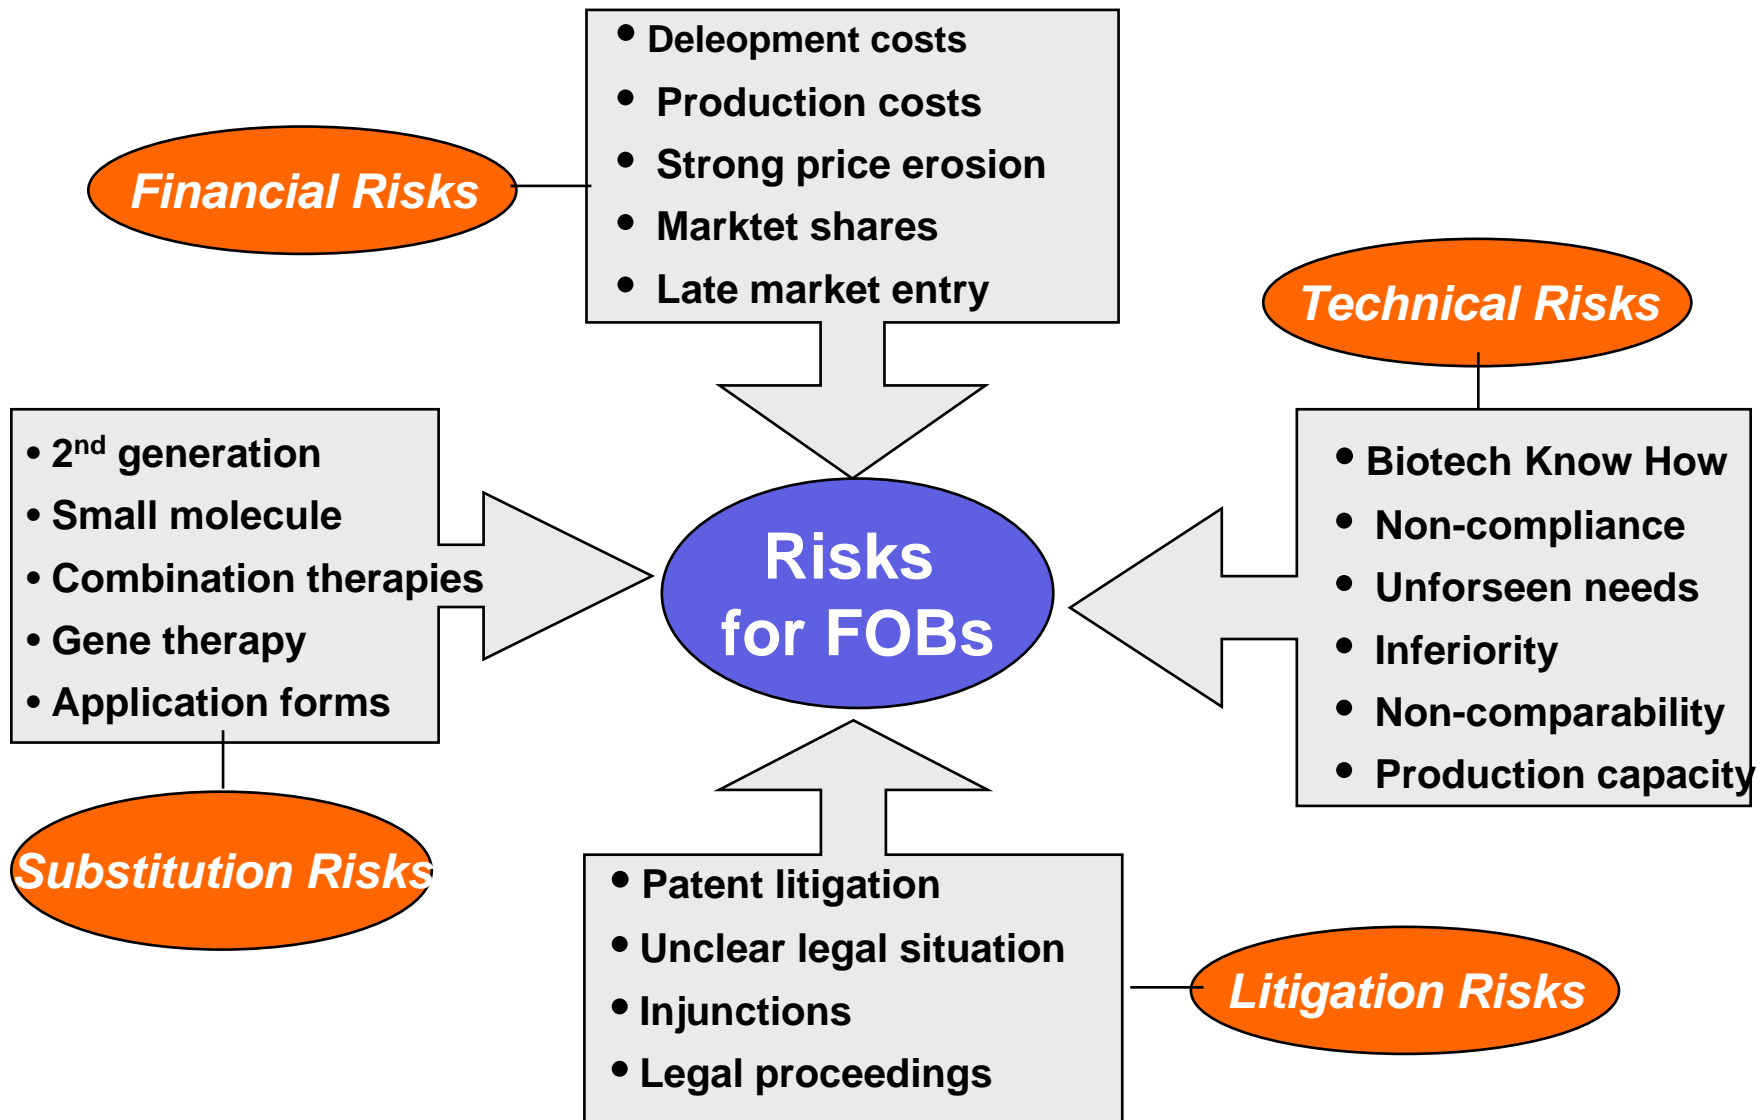 • Deleopment costs
• Production costs
• Strong price erosion
• Marktet shares
• Late market entry
Financial Risks
Technical Risks
• 2nd generation
• Small molecule
• Combination therapies
• Gene therapy
• Application forms
Risks
for FOBs
• Biotech Know How
• Non-compliance
• Unforseen needs
• Inferiority
• Non-comparability
• Production capacity
Substitution Risks
• Patent litigation
• Unclear legal situation
• Injunctions
• Legal proceedings
Litigation Risks